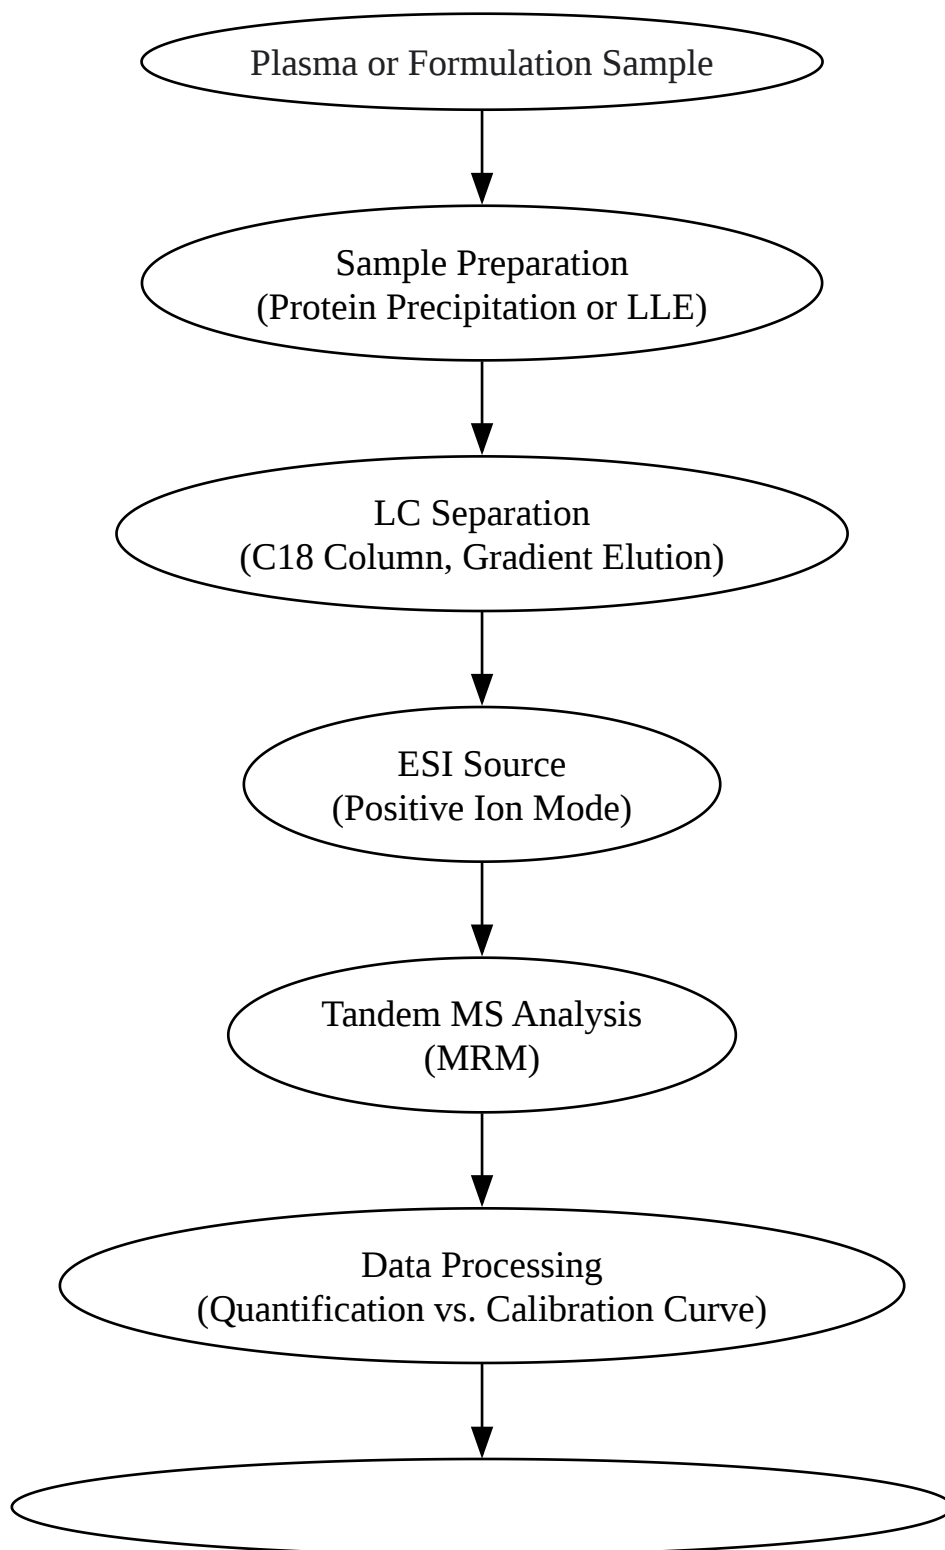 Plasma or Formulation Sample
Sample Preparation
(Protein Precipitation or LLE)
LC Separation
(C18 Column, Gradient Elution)
ESI Source
(Positive Ion Mode)
Tandem MS Analysis
(MRM)
Data Processing
(Quantification vs. Calibration Curve)